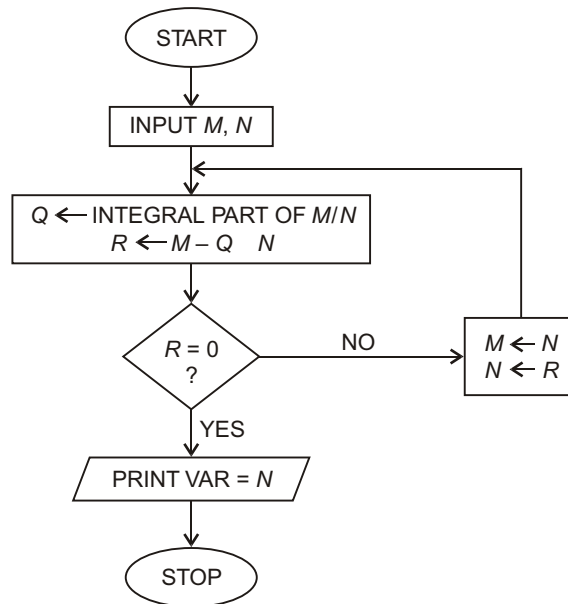 START
INPUT M, N
Q ← INTEGRAL PART OF M/N
R ← M – Q N
R = 0
?
NO
M ← N
N ← R
YES
PRINT VAR = N
STOP